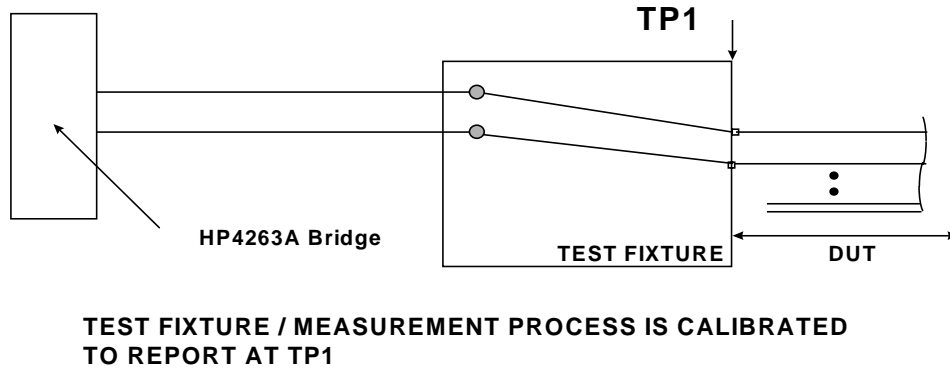 TP1
HP4263A Bridge
TEST FIXTURE
DUT
TEST FIXTURE / MEASUREMENT PROCESS IS CALIBRATED
TO REPORT AT TP1